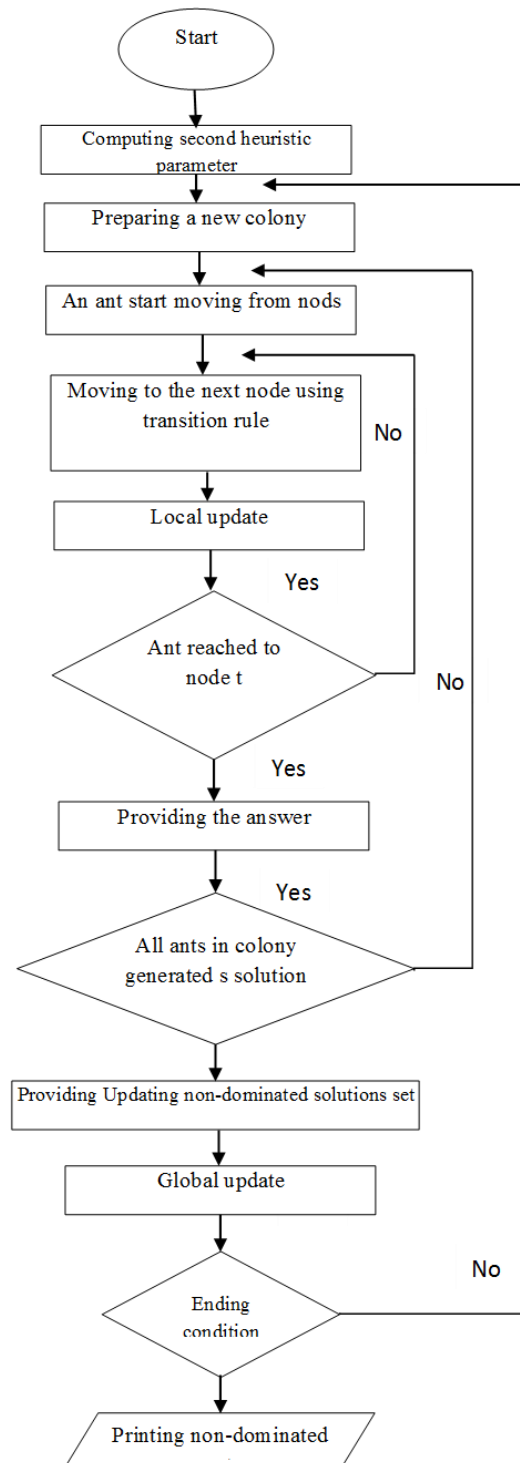 Start
Computing second heuristic
parameter
Preparing a new colony
An ant start moving from nods
Moving to the next node using
transition rule
No
Local update
Yes
Ant reached to
node t
No
Yes
Providing the answer
Yes
All ants in colony
generated s solution
Providing Updating non-dominated solutions set
Global update
No
Ending
condition
Printing non-dominated